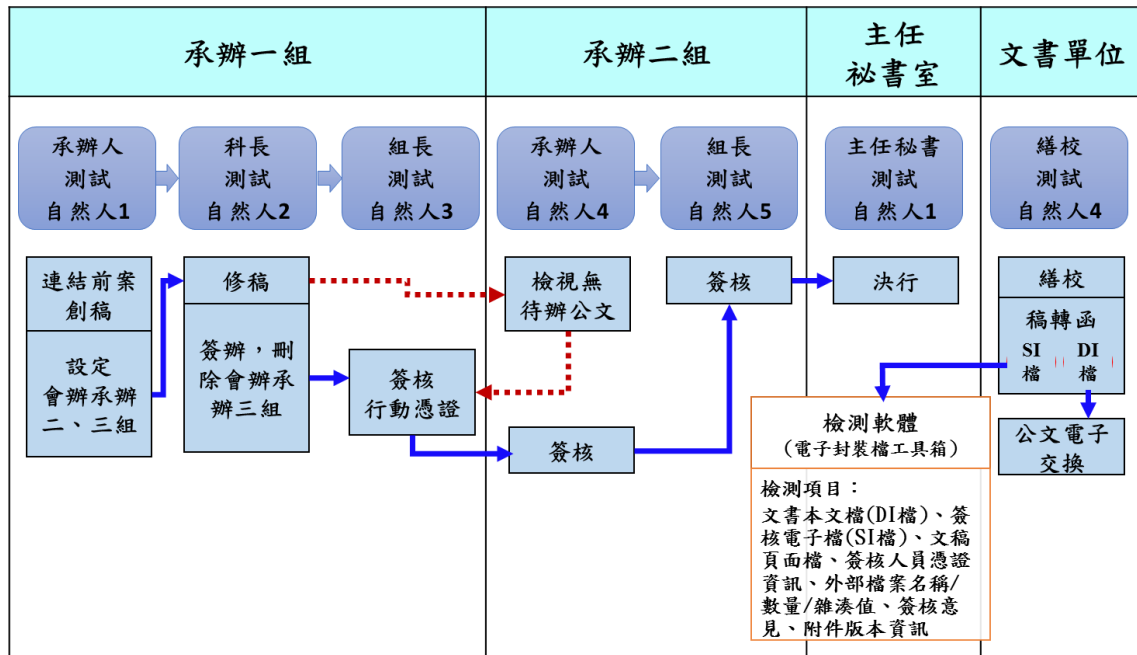 承辦一組
承辦二組
主任
祕書室
文書單位
承辦人
測試
自然人1
科長
測試
自然人2
組長
測試
自然人3
承辦人
測試
自然人4
組長
測試
自然人5
主任秘書
測試
自然人1
繕校
測試
自然人4
連結前案
創稿
設定
會辦承辦
二、三組
修稿
簽辦，刪
除會辦承
辦三組
簽核
行動憑證
檢視無
待辦公文
簽核
簽核
決行
繕校
稿轉函
SI
檔
DI
檔
公文電子
交換
檢測軟體
(電子封裝檔工具箱)
檢測項目：
文書本文檔(DI檔)、簽
核電子檔(SI檔)、文稿
頁面檔、簽核人員憑證
資訊、外部檔案名稱/
數量/雜湊值、簽核意
見、附件版本資訊